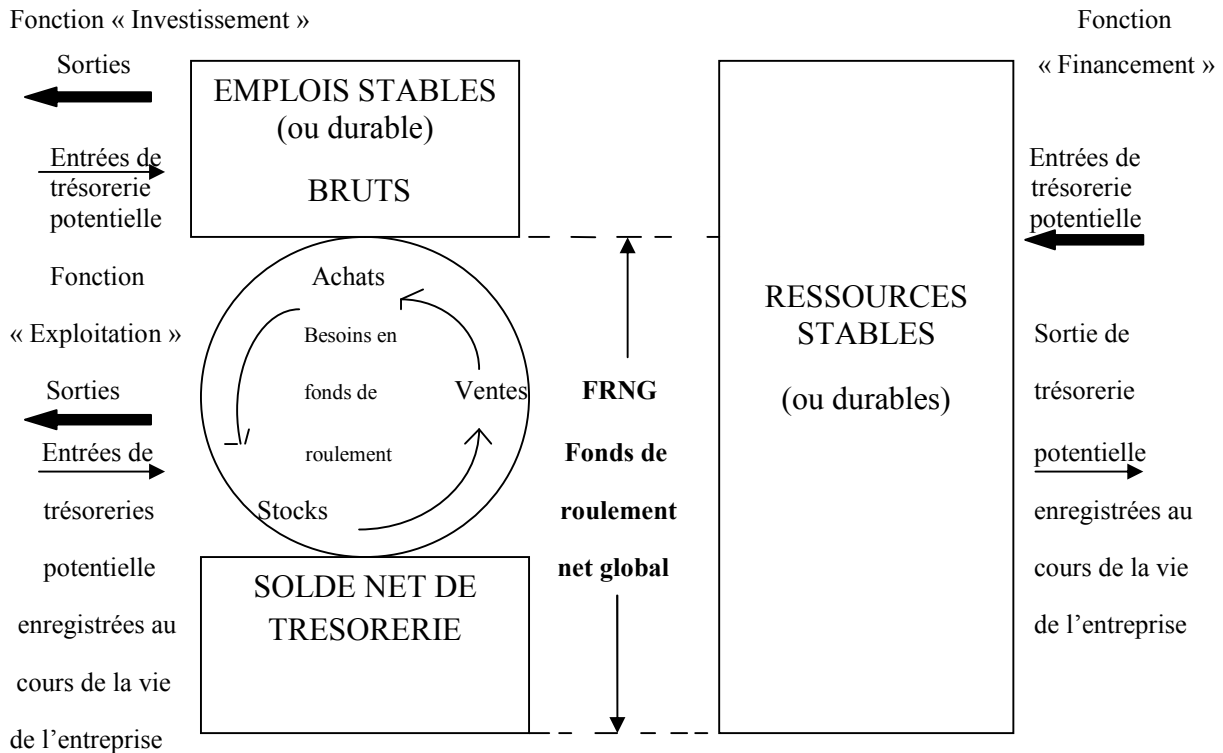 Fonction « Investissement »
Sorties
Entrées de
trésorerie
potentielle
EMPLOIS STABLES
(ou durable)
BRUTS
Fonction
« Exploitation »
Sorties
Entrées de
trésoreries
potentielle
enregistrées au
cours de la vie
de l’entreprise
Achats
Besoins en
fonds de
roulement
Ventes
Stocks
SOLDE NET DE
TRESORERIE
FRNG
Fonds de
roulement
net global
RESSOURCES
STABLES
(ou durables)
Fonction
« Financement »
Entrées de
trésorerie
potentielle
Sortie de
trésorerie
potentielle
enregistrées au
cours de la vie
de l’entreprise